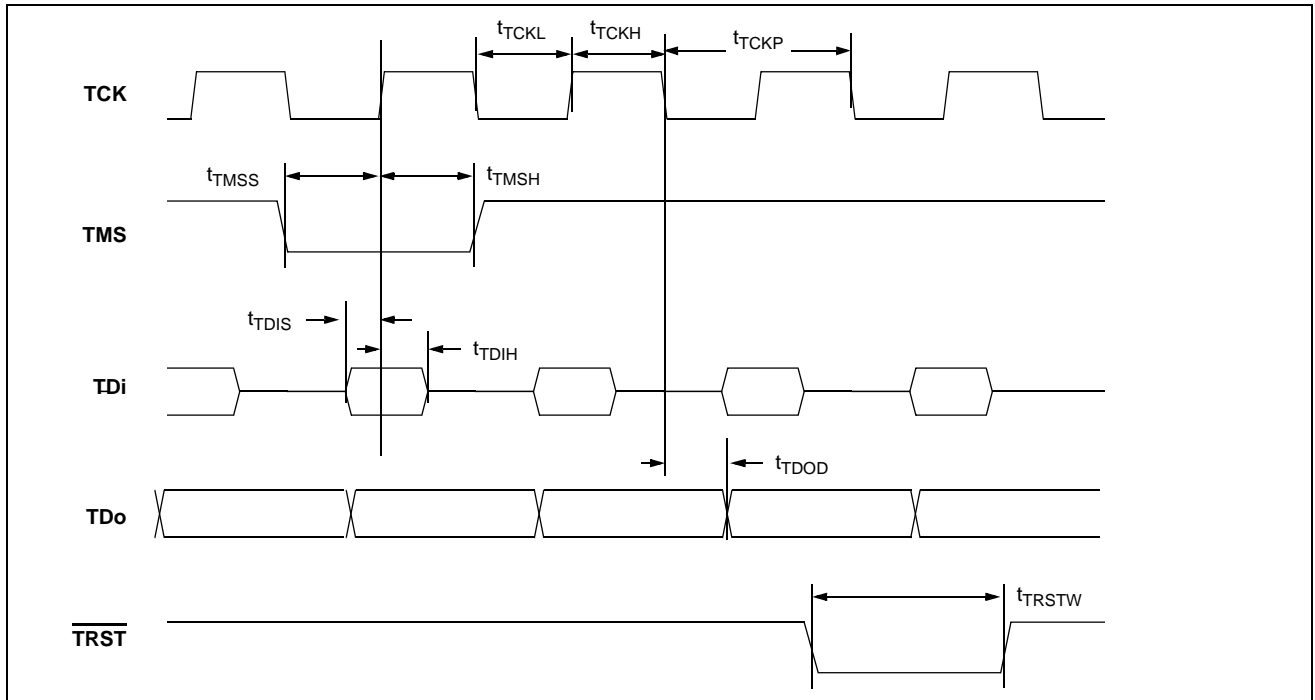 tTCKL tTCKH tTCKP
TCK
tTMSS tTMSH
TMS
tTDIS
tTDIH
TDi
tTDOD
TDo
tTRSTW
TRST